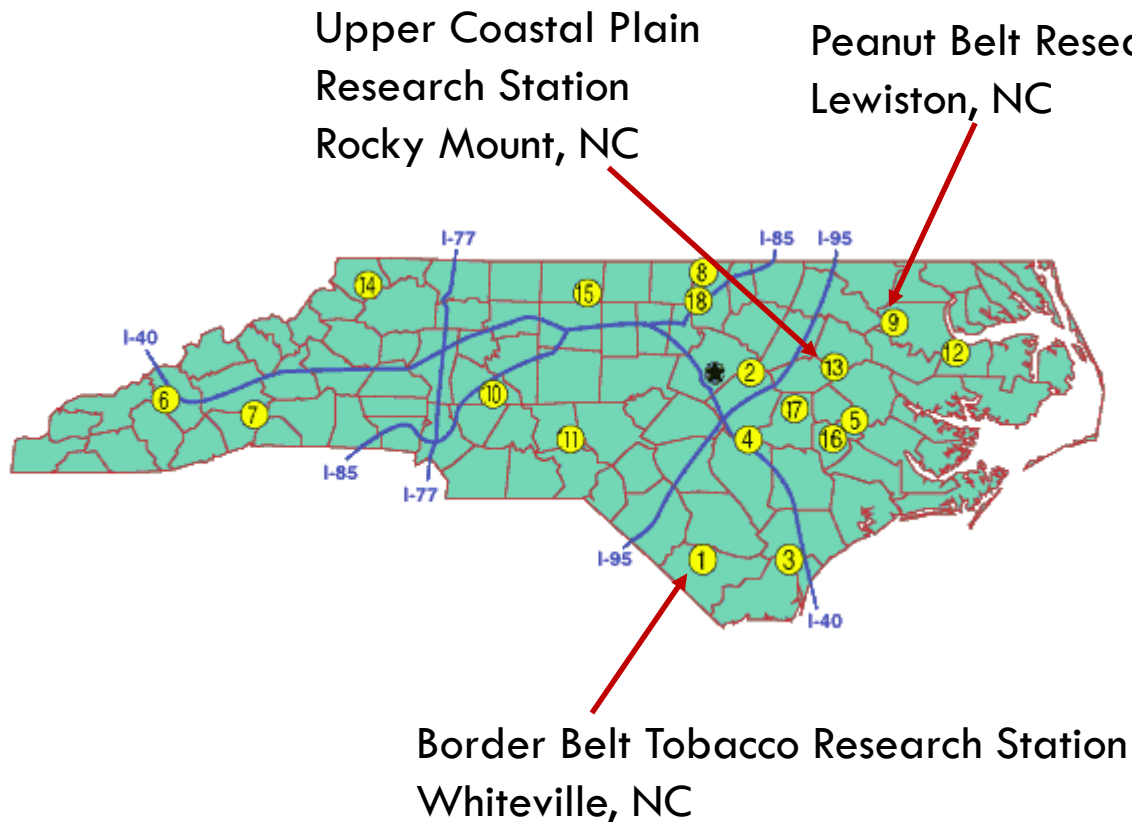 Upper Coastal Plain
Research Station
Rocky Mount, NC
Peanut Belt
Lewiston, NC
I-77
I-85
I-95
8
14
15
18
9
I-40
12
13
2
6
10
7
17
5
11
4
16
I-85
I-77
I-95
1
3
I-40
Border Belt Tobacco Research Station
Whiteville, NC